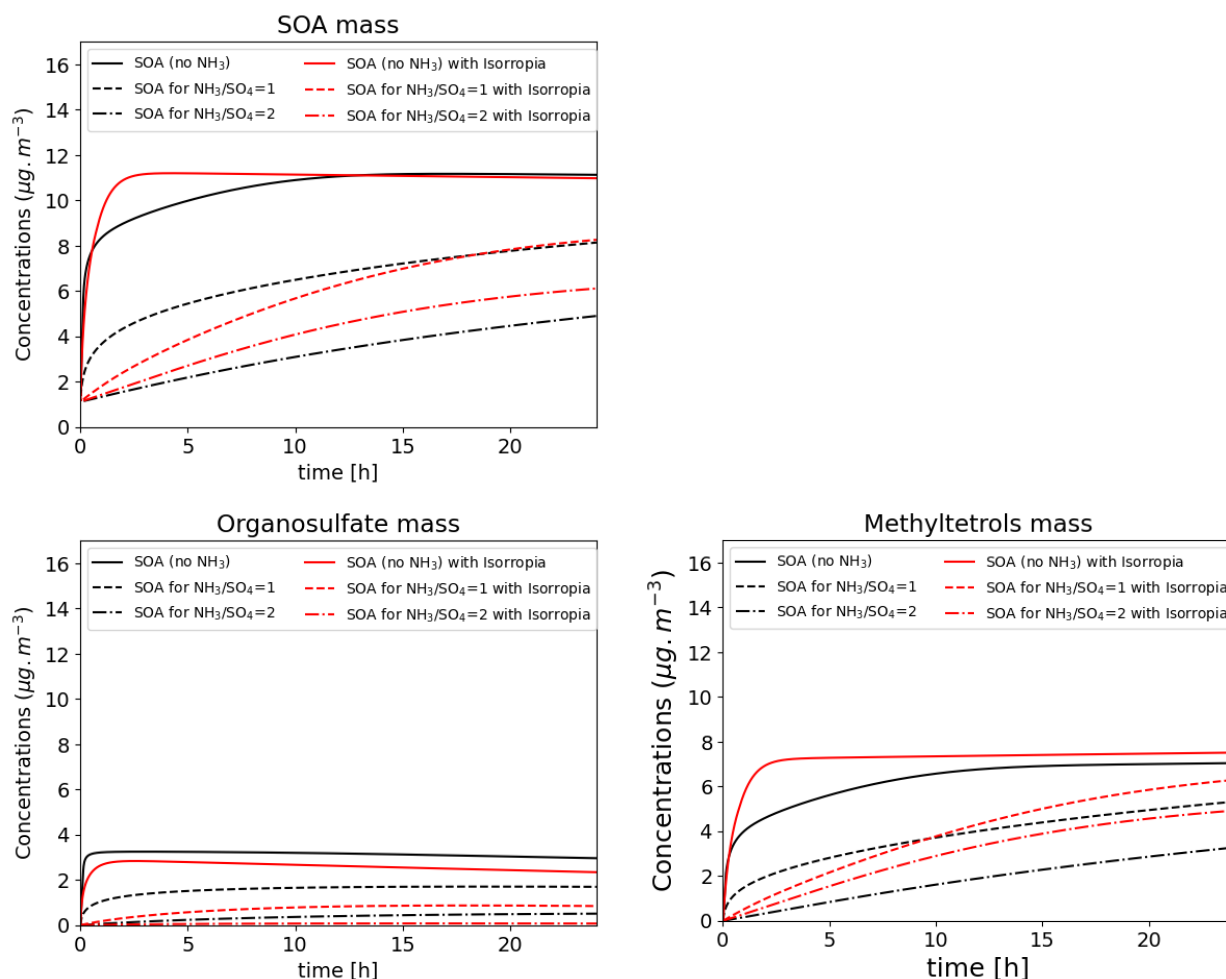 SOA mass
SOA (no NH₃)
SOA for NH₃/SO₄=1
SOA for NH₃/SO₄=2
SOA (no NH₃) with Isorropia
SOA for NH₃/SO₄=1 with Isorropia
SOA for NH₃/SO₄=2 with Isorropia
Concentrations (μg.m⁻³)
16
14
12
10
8
6
4
2
0
0 5 10 15 20
time [h]
Organosulfate mass
SOA (no NH₃)
SOA for NH₃/SO₄=1
SOA for NH₃/SO₄=2
SOA (no NH₃) with Isorropia
SOA for NH₃/SO₄=1 with Isorropia
SOA for NH₃/SO₄=2 with Isorropia
Concentrations (μg.m⁻³)
16
14
12
10
8
6
4
2
0
0 5 10 15 20
time [h]
Methyltetrols mass
SOA (no NH₃)
SOA for NH₃/SO₄=1
SOA for NH₃/SO₄=2
SOA (no NH₃) with Isorropia
SOA for NH₃/SO₄=1 with Isorropia
SOA for NH₃/SO₄=2 with Isorropia
Concentrations (μg.m⁻³)
16
14
12
10
8
6
4
2
0
0 5 10 15 20
time [h]